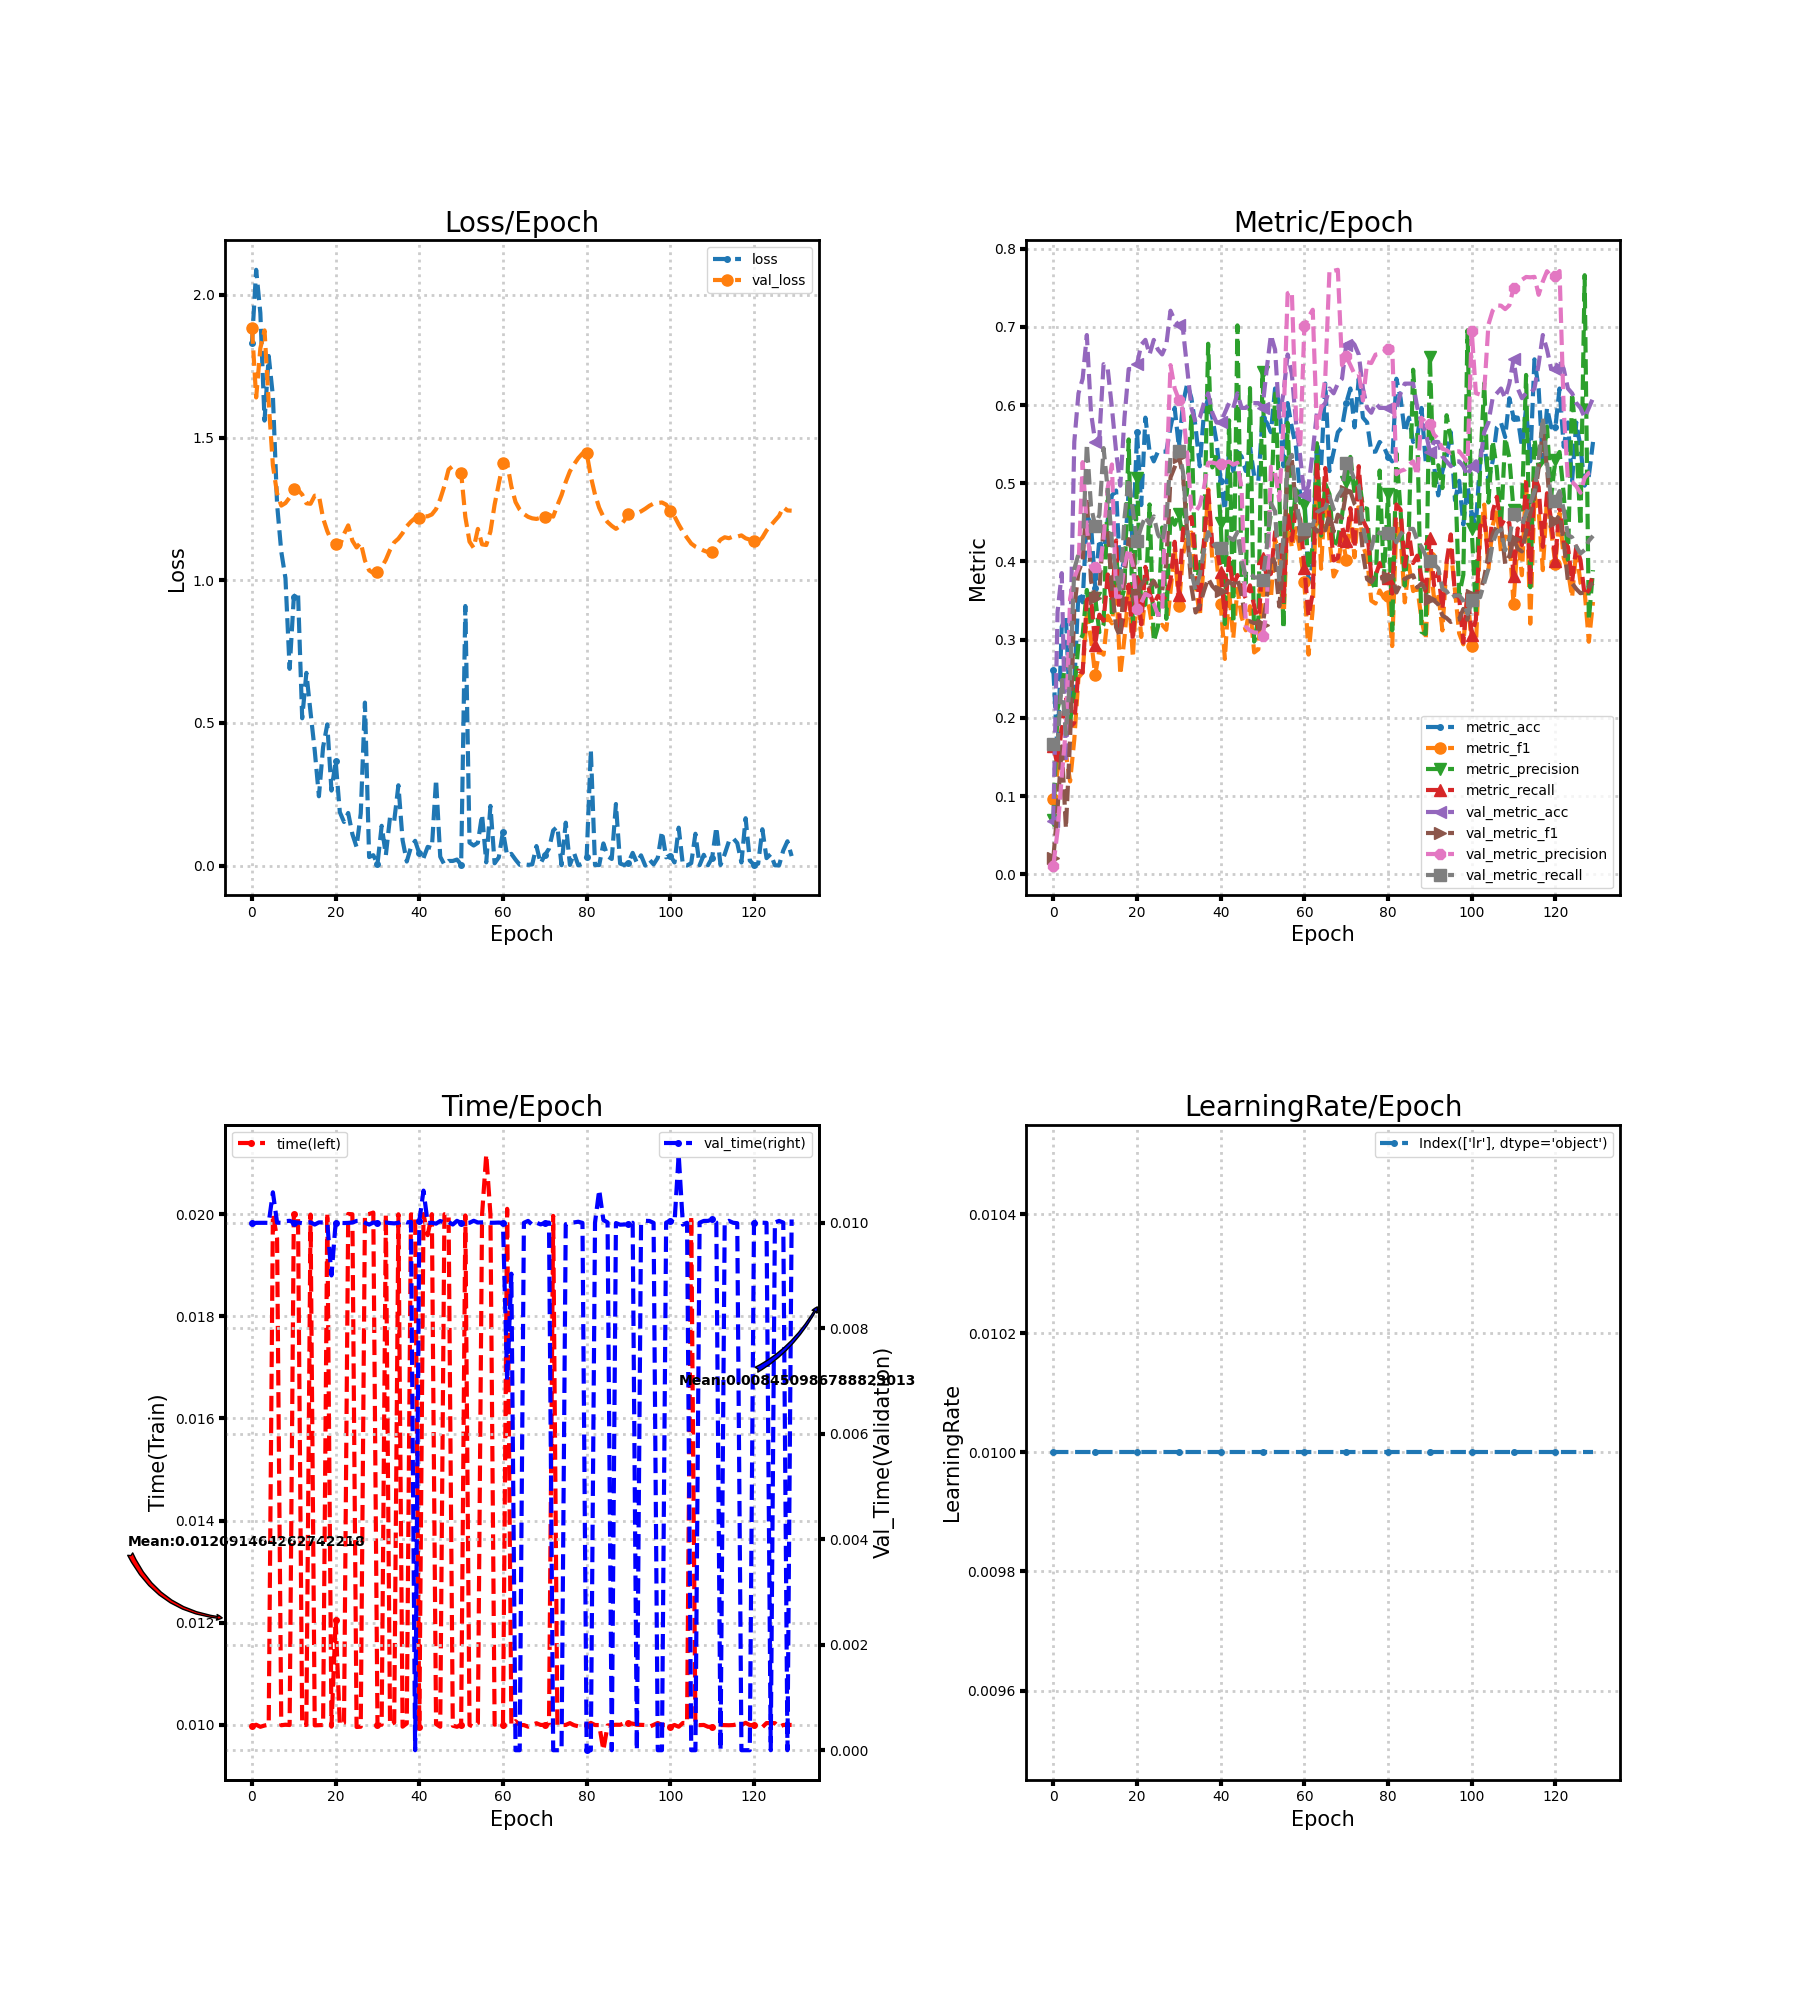 Loss/Epoch
2.0
1.5
1.0
0.5
0.0
Loss
loss
val_loss
0 20 40 60 80 100 120
Epoch
Metric/Epoch
0.8
0.7
0.6
0.5
0.4
0.3
0.2
0.1
0.0
Metric
metric_acc
metric_f1
metric_precision
metric_recall
val_metric_acc
val_metric_f1
val_metric_precision
val_metric_recall
0 20 40 60 80 100 120
Epoch
Time/Epoch
time(left)
val_time(right)
0.020
0.018
0.016
0.014
0.012
0.010
Time(Train)
0.010
0.008
0.006
0.004
0.002
0.000
Val_Time(Validation)
0 20 40 60 80 100 120
Epoch
LearningRate/Epoch
Index(['lr'], dtype='object')
0.0104
0.0102
0.0100
0.0098
0.0096
LearningRate
0 20 40 60 80 100 120
Epoch